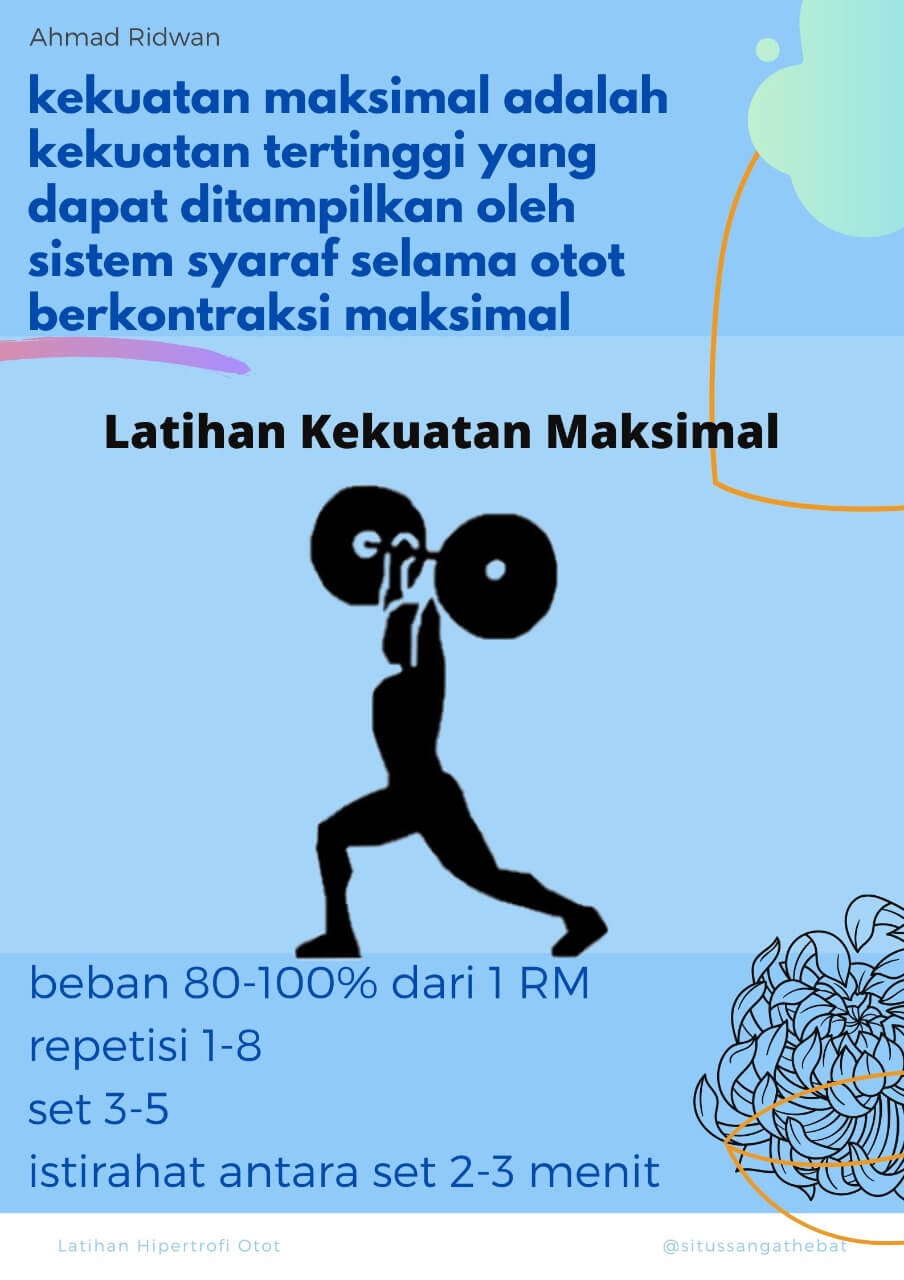 Ahmad Ridwan
kekuatan maksimal adalah
kekuatan tertinggi yang
dapat ditampilkan oleh
sistem syaraf selama otot
berkontraksi maksimal
Latihan Kekuatan Maksimal
beban 80-100% dari 1 RM
repetisi 1-8
set 3-5
istirahat antara set 2-3 menit
Latihan Hipertrofi Otot
@situssangathebat